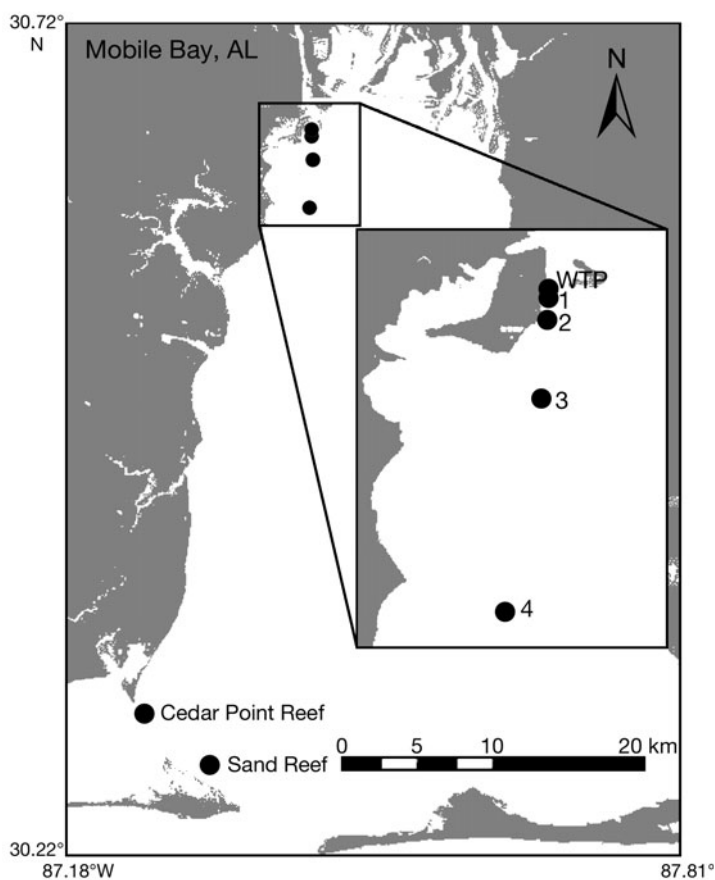 30.72°
N
Mobile Bay, AL
N
WTP
1
2
3
4
Cedar Point Reef
Sand Reef
0 5 10 20 km
30.22°
87.18°W 87.81°